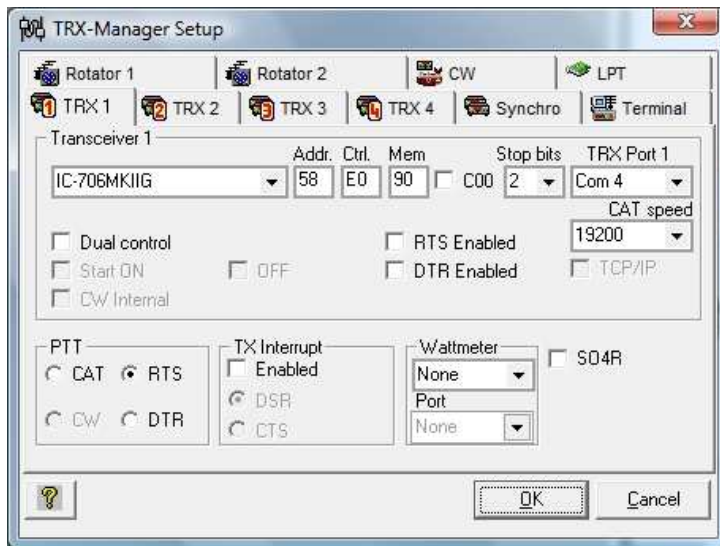 TRX-Manager Setup
Rotator 1 Rotator 2 CW LPT
TRX 1 TRX 2 TRX 3 TRX 4 Synchro Terminal
Transceiver 1
Addr. Ctrl. Mem Stop bits TRX Port 1
IC-706MKIIG 58 E0 90 C00 2 Com 4
CAT speed
Dual control RTS Enabled 19200
Start ON OFF DTR Enabled TCP/IP
CW Internal
PTT TX Interrupt Wattmeter
CAT RTS Enabled None SO4R
DSR Port
CW DTR CTS None
? OK Cancel